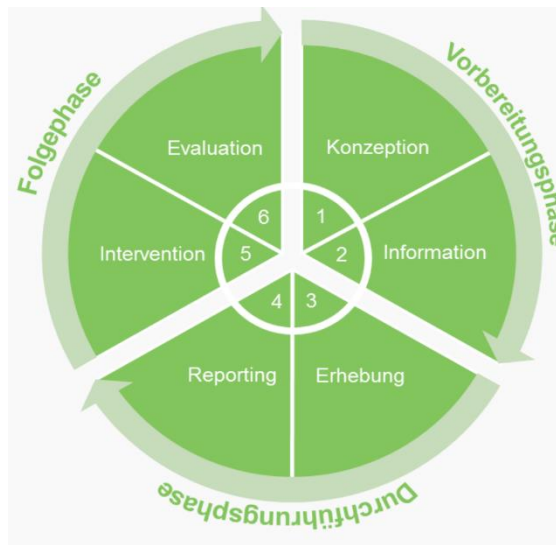 Vorbereitungsphase
Konzeption
1
2
Information
3
Erhebung
Durchführungsphase
4
Reporting
Folgephase
5
Intervention
6
Evaluation